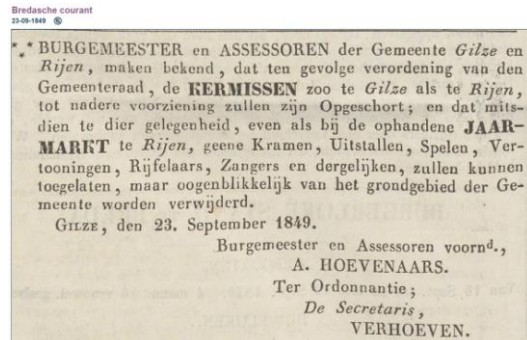 Bredasche courant
23-09-1849
*.* BURGEMEESTER en ASSESSOREN der Gemeente Gilze en
Rijen, maken bekend, dat ten gevolge verordening van den
Gemeenteraad, de KERMISSEN zoo te Gilze als te Rijen,
tot nadere voorziening zullen zijn Opgeschort; en dat mits-
dien te dier gelegenheid, even als bij de ophandene JAAR-
MARKT te Rijen, geene Kramen, Uitstallen, Spelen, Ver-
tooningen, Rijfelaars, Zangers en dergelijken, zullen kunnen
toegelaten, maar oogenblikkelijk van het grondgebied der Ge-
meente worden verwijderd.
GILZE, den 23. September 1849.
Burgemeester en Assessoren voornd.,
A. HOEVENAARS.
Ter Ordonnantie;
De Secretaris,
VERHOEVEN.